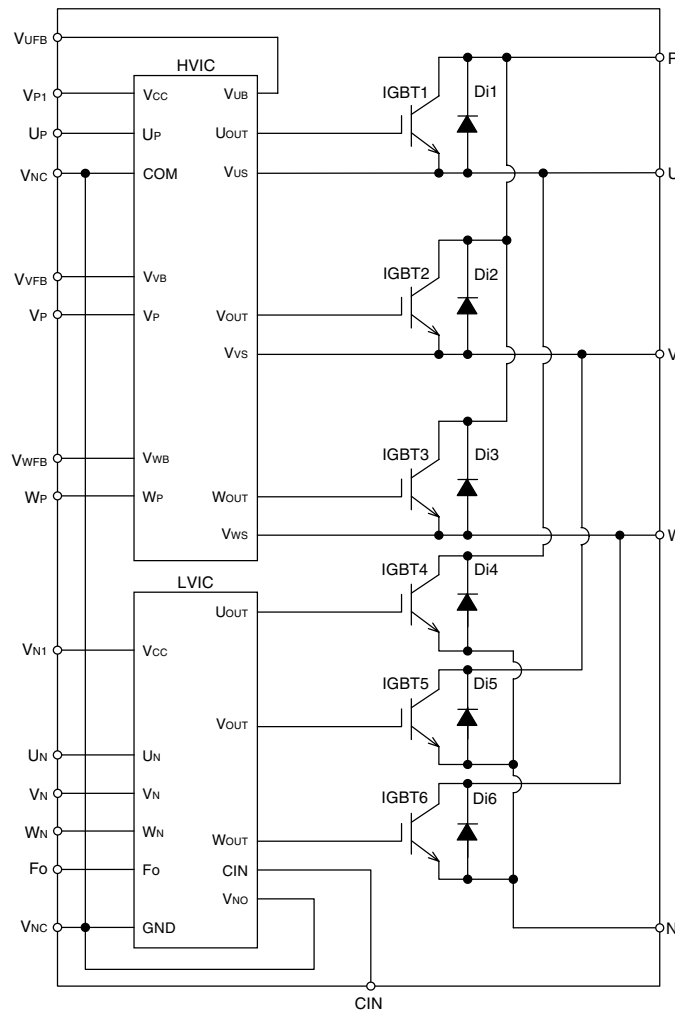 VUFB
HVIC
P
IGBT1
Di1
VP1
VCC
VUB
UP
UP
UOUT
VNC
COM
VUS
U
IGBT2
Di2
VVFB
VVB
VP
VP
VOUT
VVS
V
IGBT3
Di3
VWFB
VWB
WP
WP
WOUT
VWS
W
IGBT4
Di4
LVIC
UOUT
VN1
VCC
IGBT5
Di5
VOUT
UN
UN
VN
VN
IGBT6
Di6
WN
WN
WOUT
Fo
Fo
CIN
VNO
VNC
GND
N
CIN